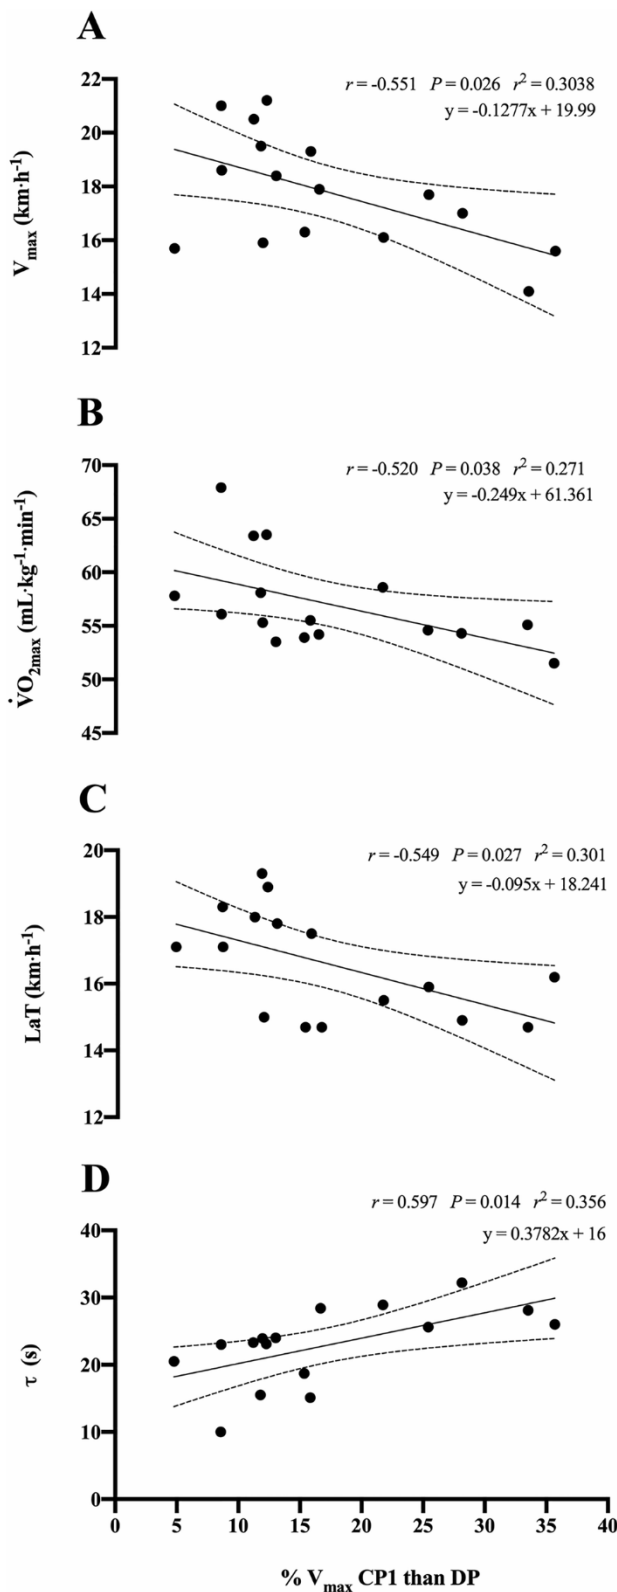 A
r = -0.551 P = 0.026 r² = 0.3038
y = -0.1277x + 19.99
22
20
18
16
14
12
Vmax (km·h⁻¹)
B
r = -0.520 P = 0.038 r² = 0.271
y = -0.249x + 61.361
70
65
60
55
50
45
V̇O2max (mL·kg⁻¹·min⁻¹)
C
r = -0.549 P = 0.027 r² = 0.301
y = -0.095x + 18.241
20
18
16
14
12
LaT (km·h⁻¹)
D
r = 0.597 P = 0.014 r² = 0.356
y = 0.3782x + 16
40
30
20
10
0
τ (s)
0 5 10 15 20 25 30 35 40
% Vmax CP1 than DP